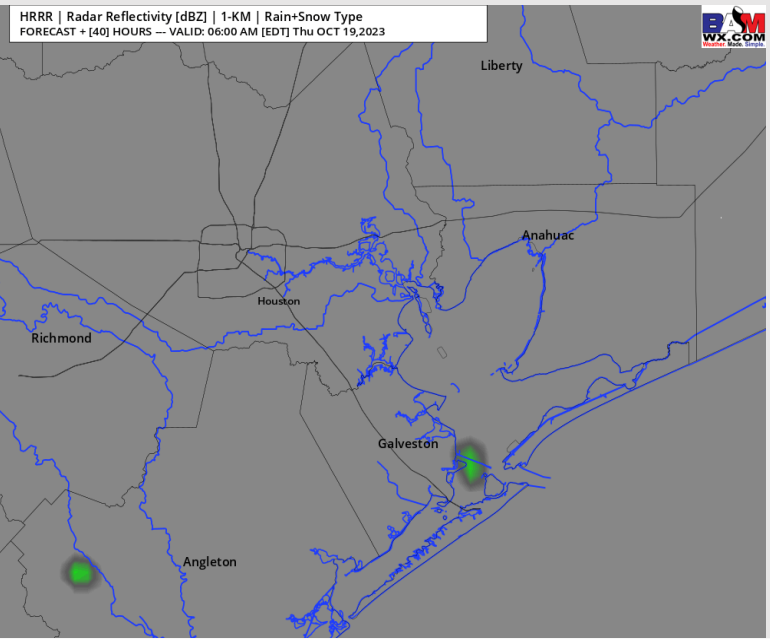 HRRR | Radar Reflectivity [dBZ] | 1-KM | Rain+Snow Type
FORECAST + [40] HOURS --- VALID: 06:00 AM [EDT] Thu OCT 19,2023
BAM
WX.COM
Weather. Made. Simple.
Liberty
Anahuac
Houston
Richmond
Galveston
Angleton